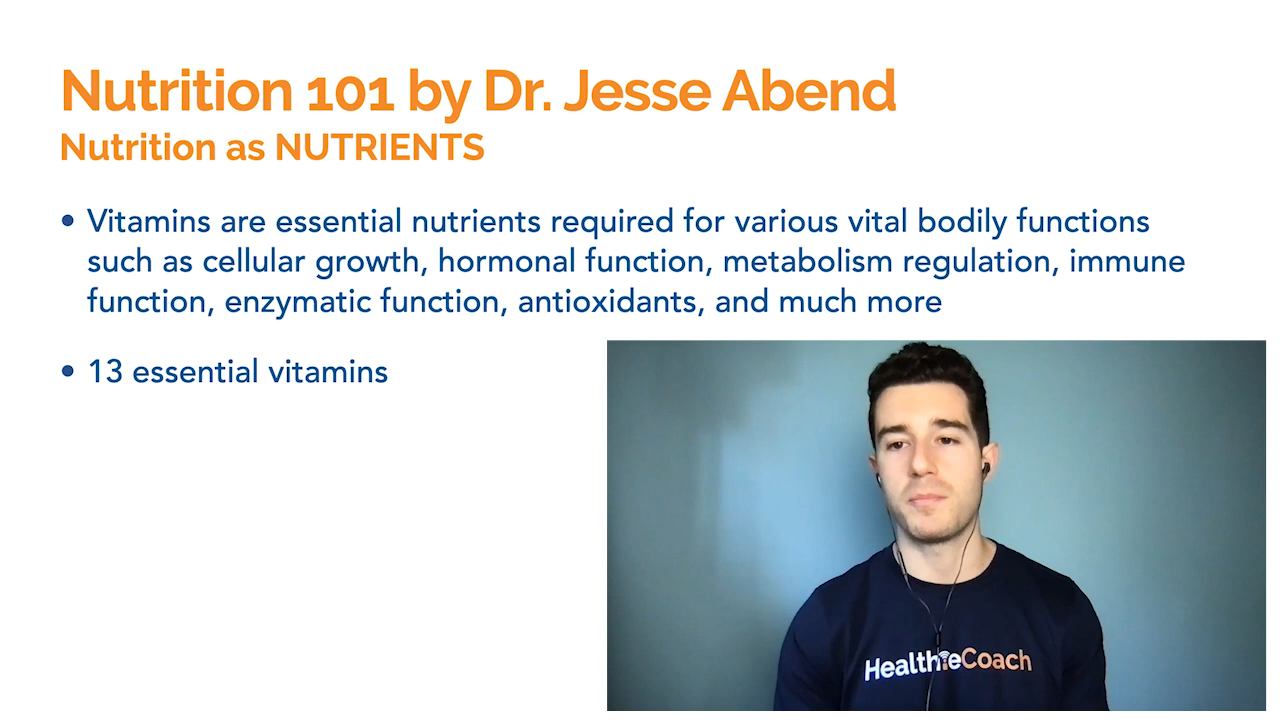 Nutrition 101 by Dr. Jesse Abend
Nutrition as NUTRIENTS
• Vitamins are essential nutrients required for various vital bodily functions
such as cellular growth, hormonal function, metabolism regulation, immune
function, enzymatic function, antioxidants, and much more
• 13 essential vitamins
HealthieCoach